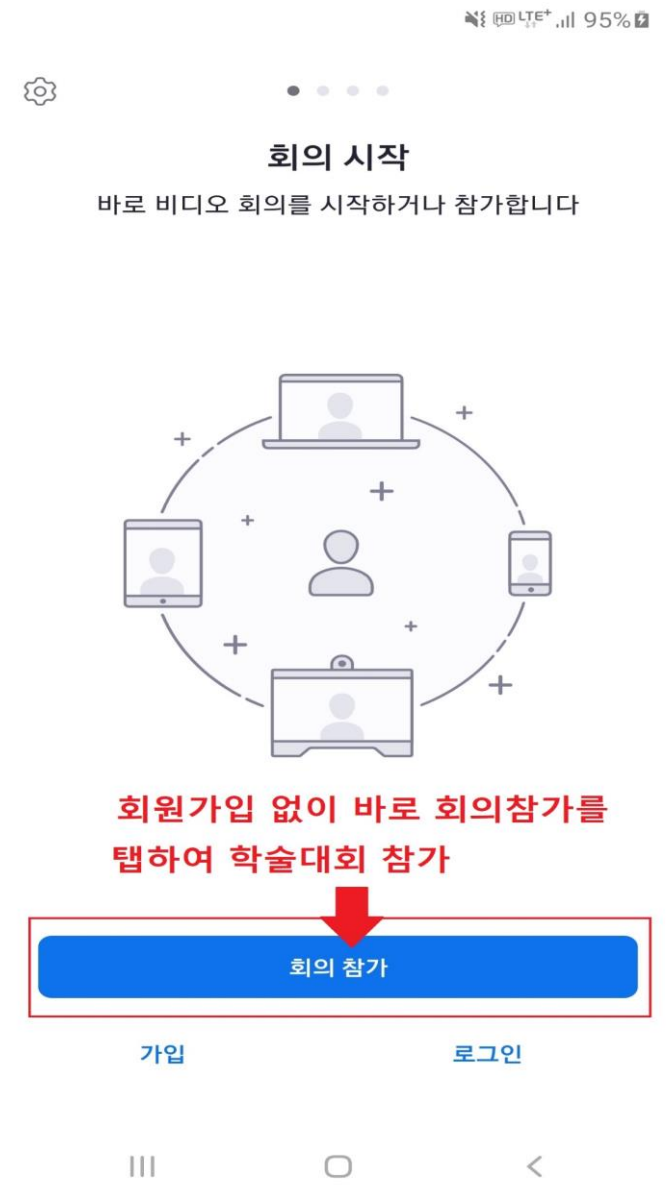 HD LTE+ 95%
회의 시작
바로 비디오 회의를 시작하거나 참가합니다
회원가입 없이 바로 회의참가를
탭하여 학술대회 참가
회의 참가
가입 로그인